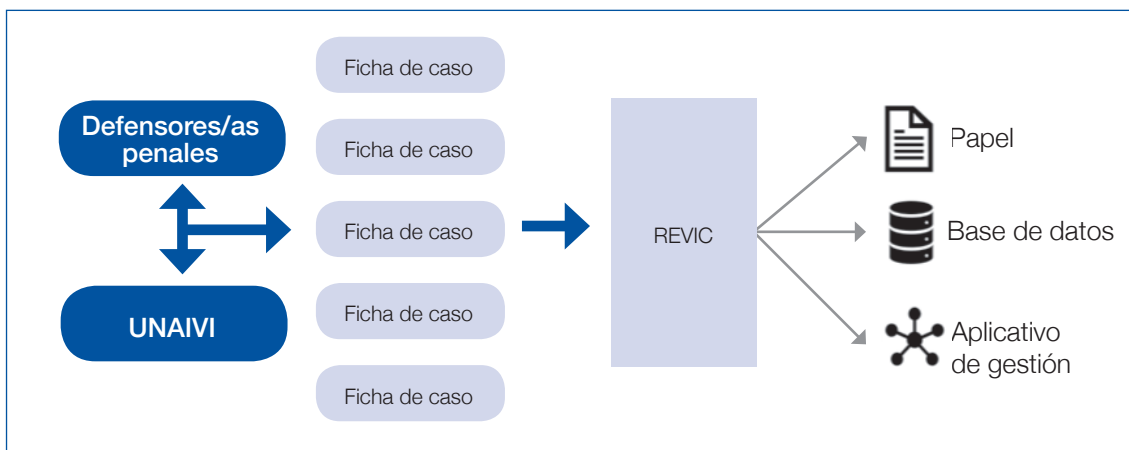 Defensores/as
penales
UNAIVI
Ficha de caso
Ficha de caso
Ficha de caso
Ficha de caso
Ficha de caso
REVIC
Papel
Base de datos
Aplicativo
de gestión